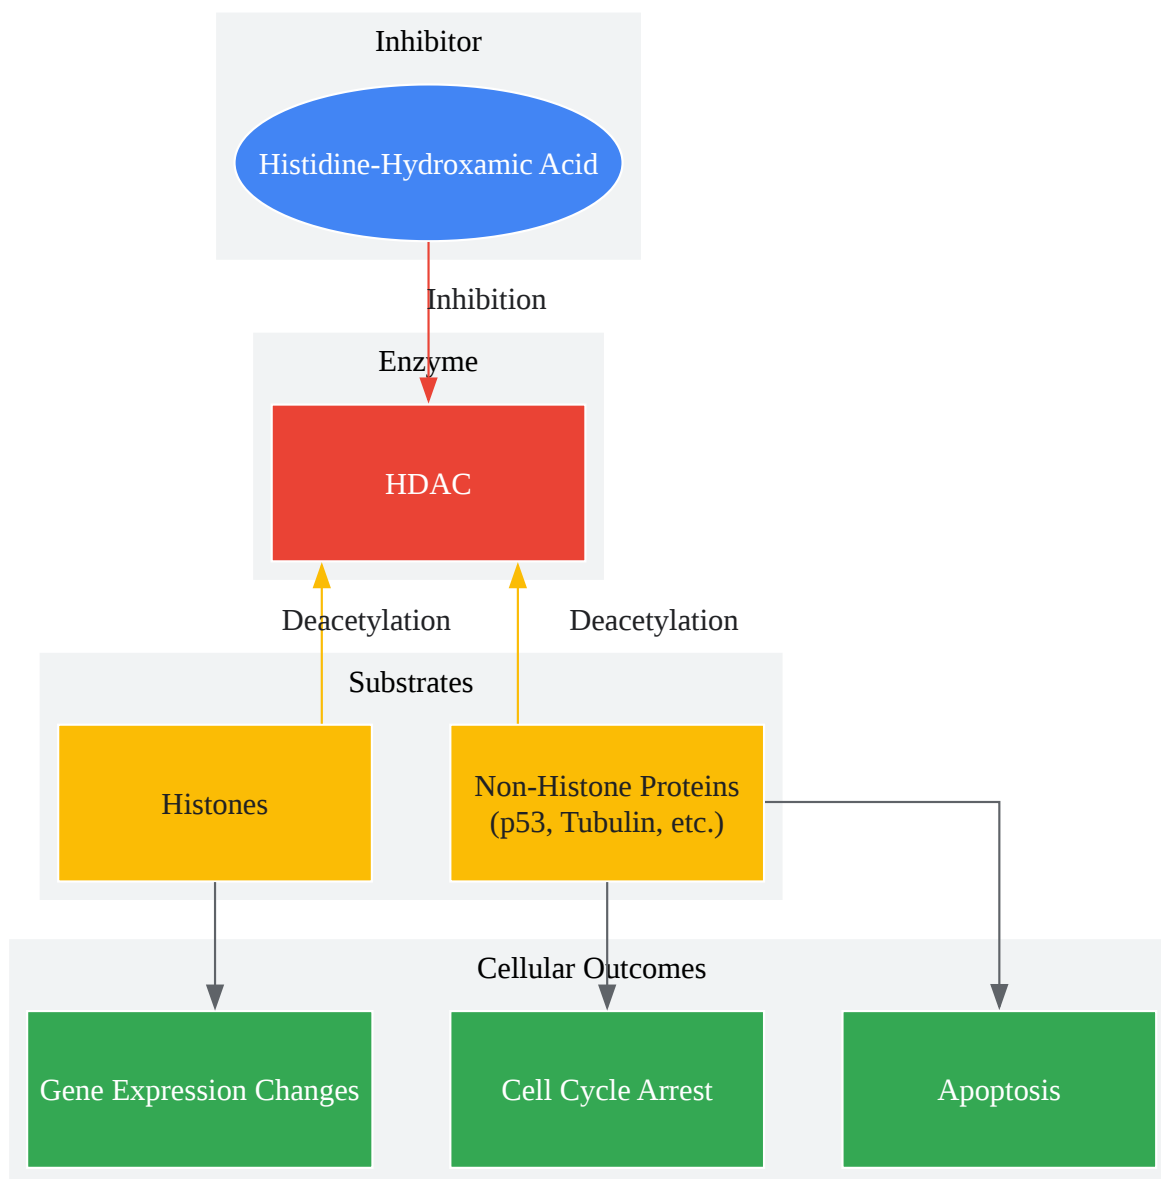 Inhibitor
Histidine-Hydroxamic Acid
Inhibition
Enzyme
HDAC
Deacetylation
Deacetylation
Substrates
Histones
Non-Histone Proteins
(p53, Tubulin, etc.)
Cellular Outcomes
Gene Expression Changes
Cell Cycle Arrest
Apoptosis